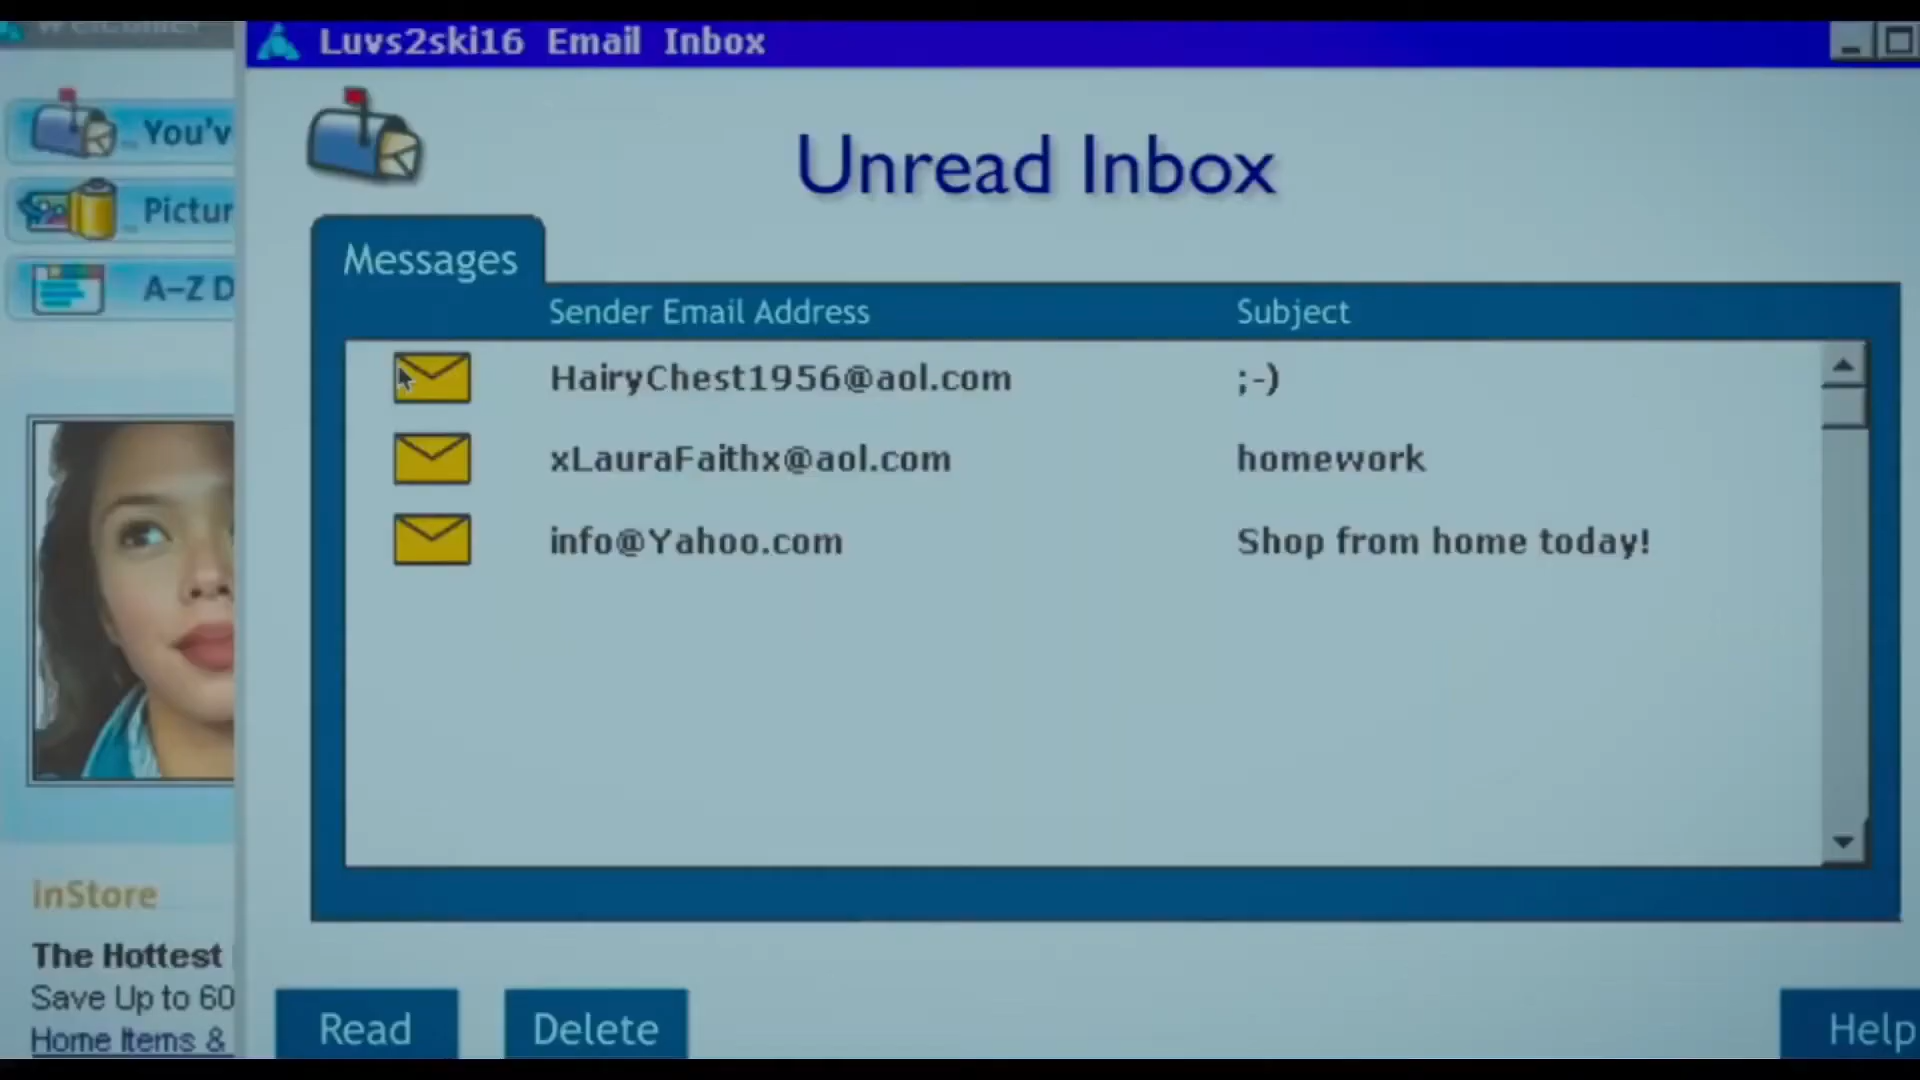 Luvs2ski16 Email Inbox
You'v
Pictur
A-Z D
Unread Inbox
Messages
Sender Email Address Subject
HairyChest1956@aol.com ;-)
xLauraFaithx@aol.com homework
info@Yahoo.com Shop from home today!
inStore
The Hottest
Save Up to 60
Home Items &
Read Delete Help